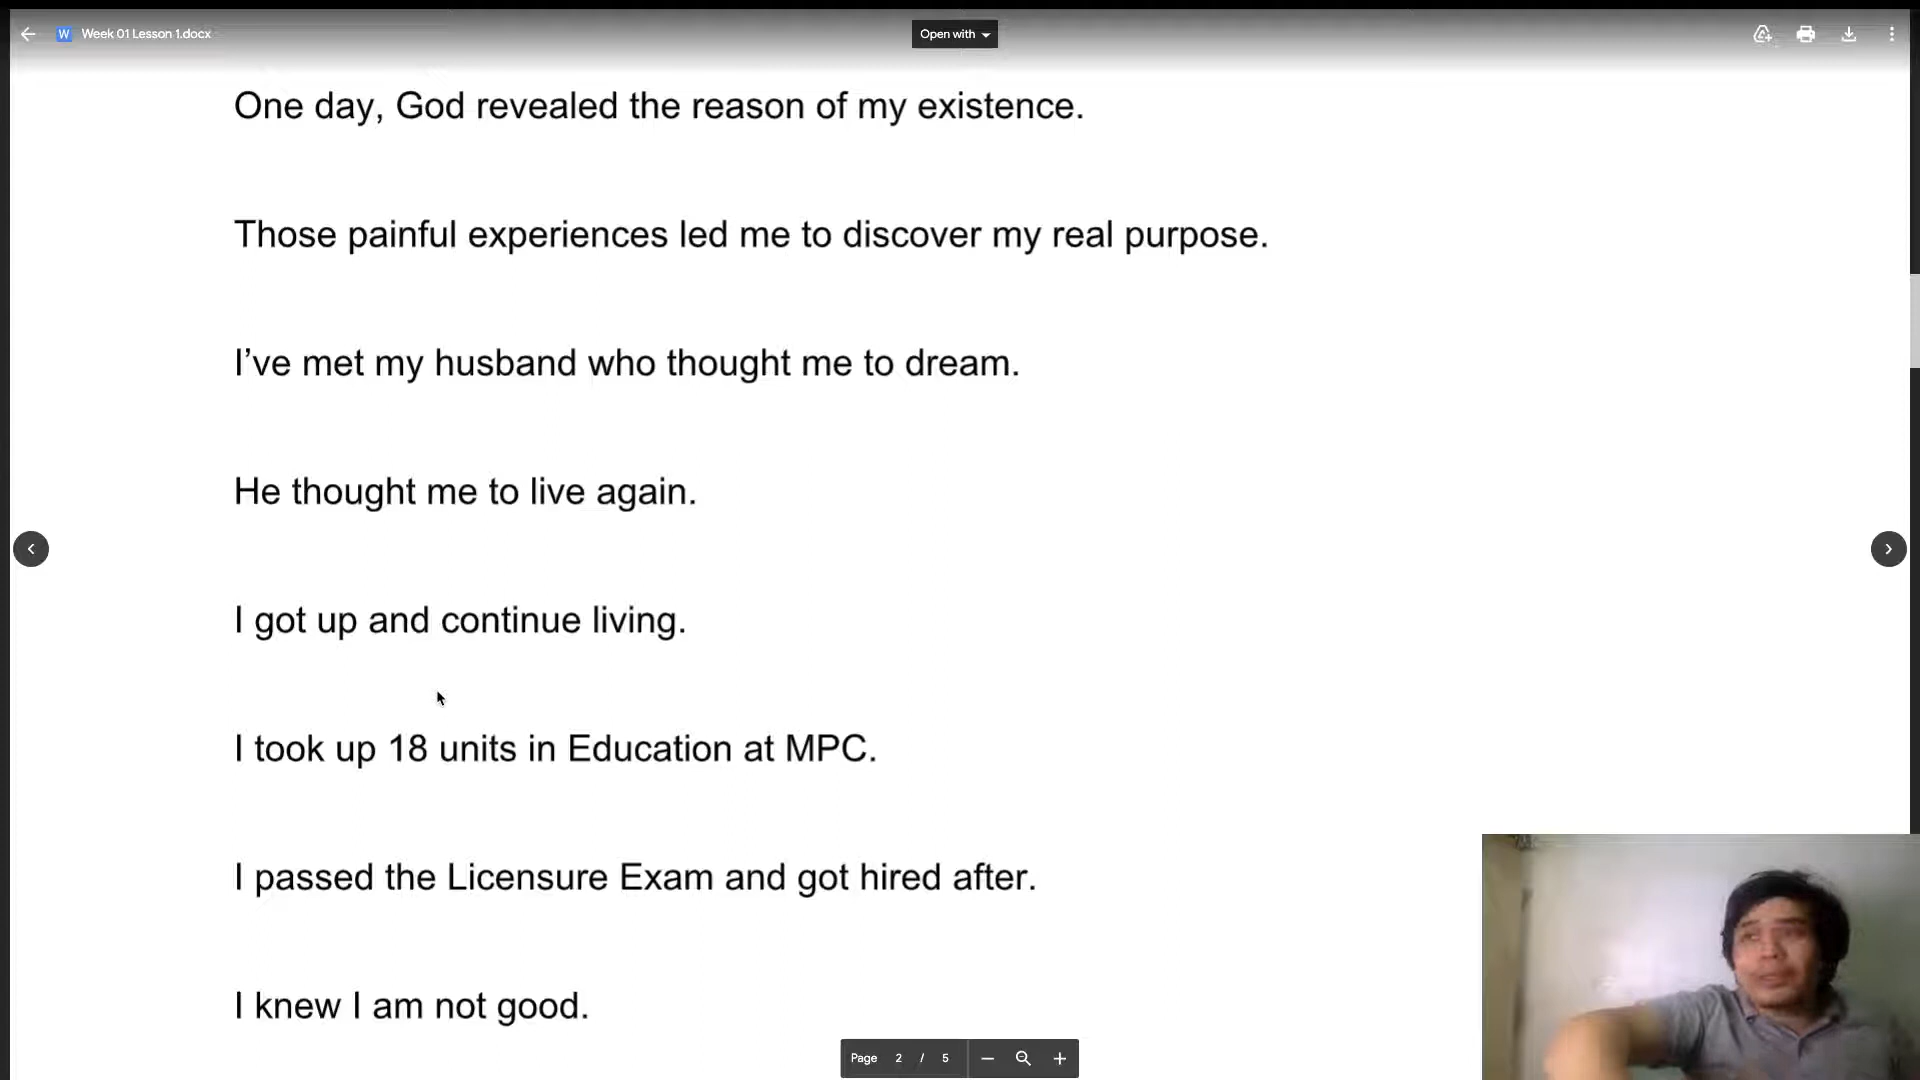 W Week 01 Lesson 1.docx
Open with
One day, God revealed the reason of my existence.
Those painful experiences led me to discover my real purpose.
I’ve met my husband who thought me to dream.
He thought me to live again.
I got up and continue living.
I took up 18 units in Education at MPC.
I passed the Licensure Exam and got hired after.
I knew I am not good.
Page 2 / 5